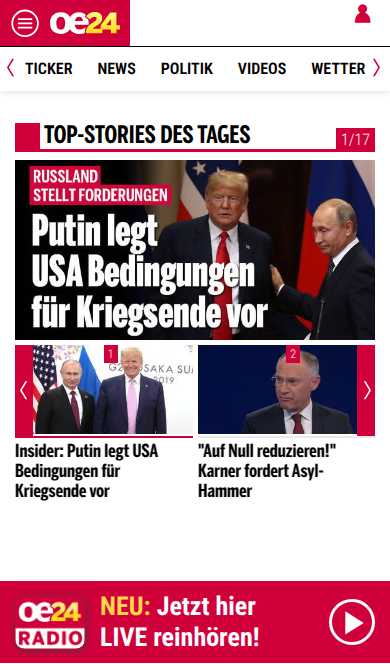 oe24
TICKER NEWS POLITIK VIDEOS WETTER
TOP-STORIES DES TAGES
1/17
RUSSLAND
STELLT FORDERUNGEN
Putin legt
USA Bedingungen
für Kriegsende vor
1
G20 OSAKA SUM
2019
2
Insider: Putin legt USA
Bedingungen für
Kriegsende vor
"Auf Null reduzieren!"
Karner fordert Asyl-
Hammer
oe24
RADIO
NEU: Jetzt hier
LIVE reinhören!